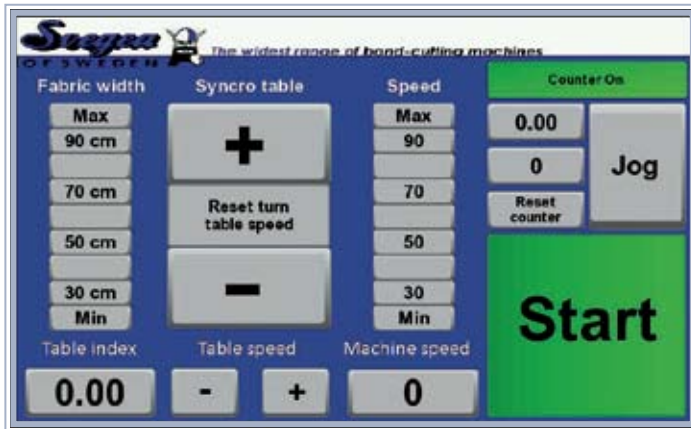 Svegea
OF SWEDEN
The widest range of band-cutting machines
Fabric width
Max
90 cm
70 cm
50 cm
30 cm
Min
Syncro table
+
Reset turn
table speed
-
Speed
Max
90
70
50
30
Min
Counter On
0.00
0
Reset
counter
Jog
Start
Table index
0.00
Table speed
- +
Machine speed
0